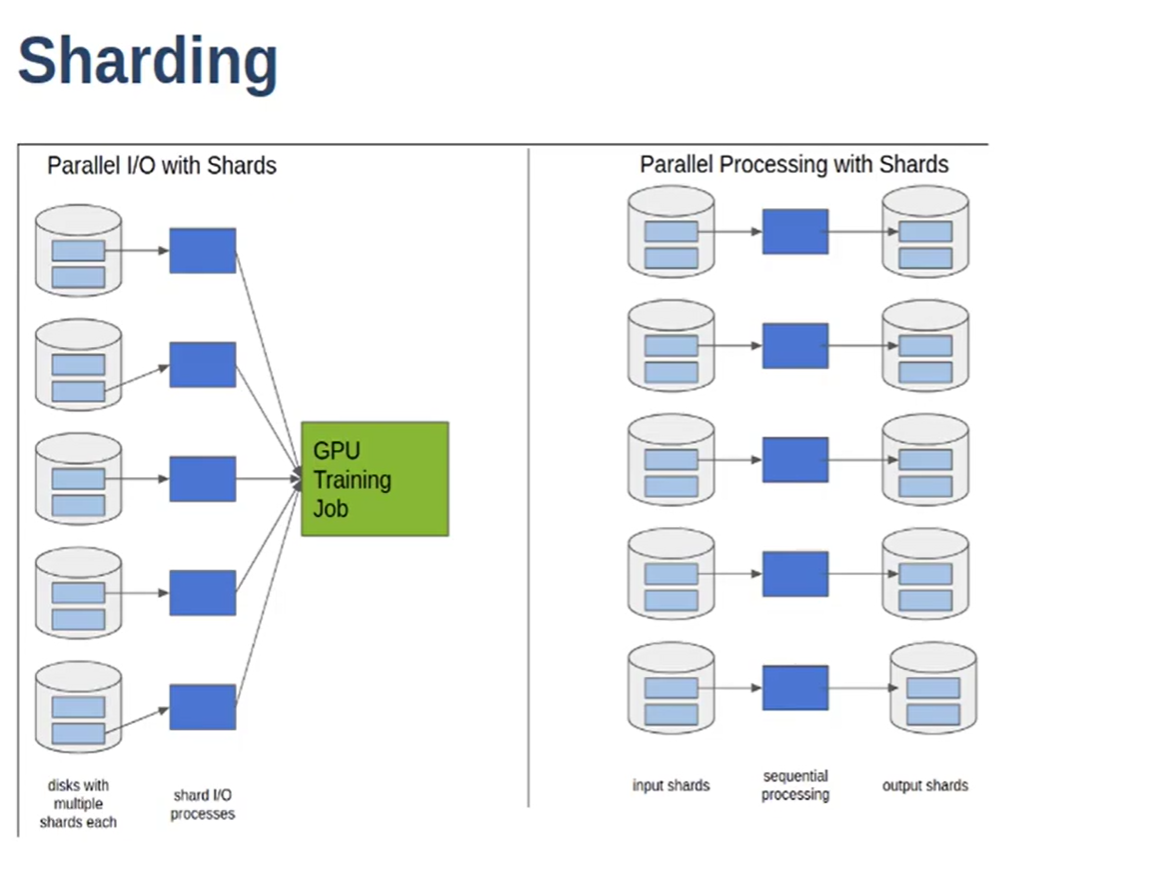 Sharding
Parallel I/O with Shards
GPU
Training
Job
disks with
multiple
shards each
shard I/O
processes
Parallel Processing with Shards
input shards
sequential
processing
output shards